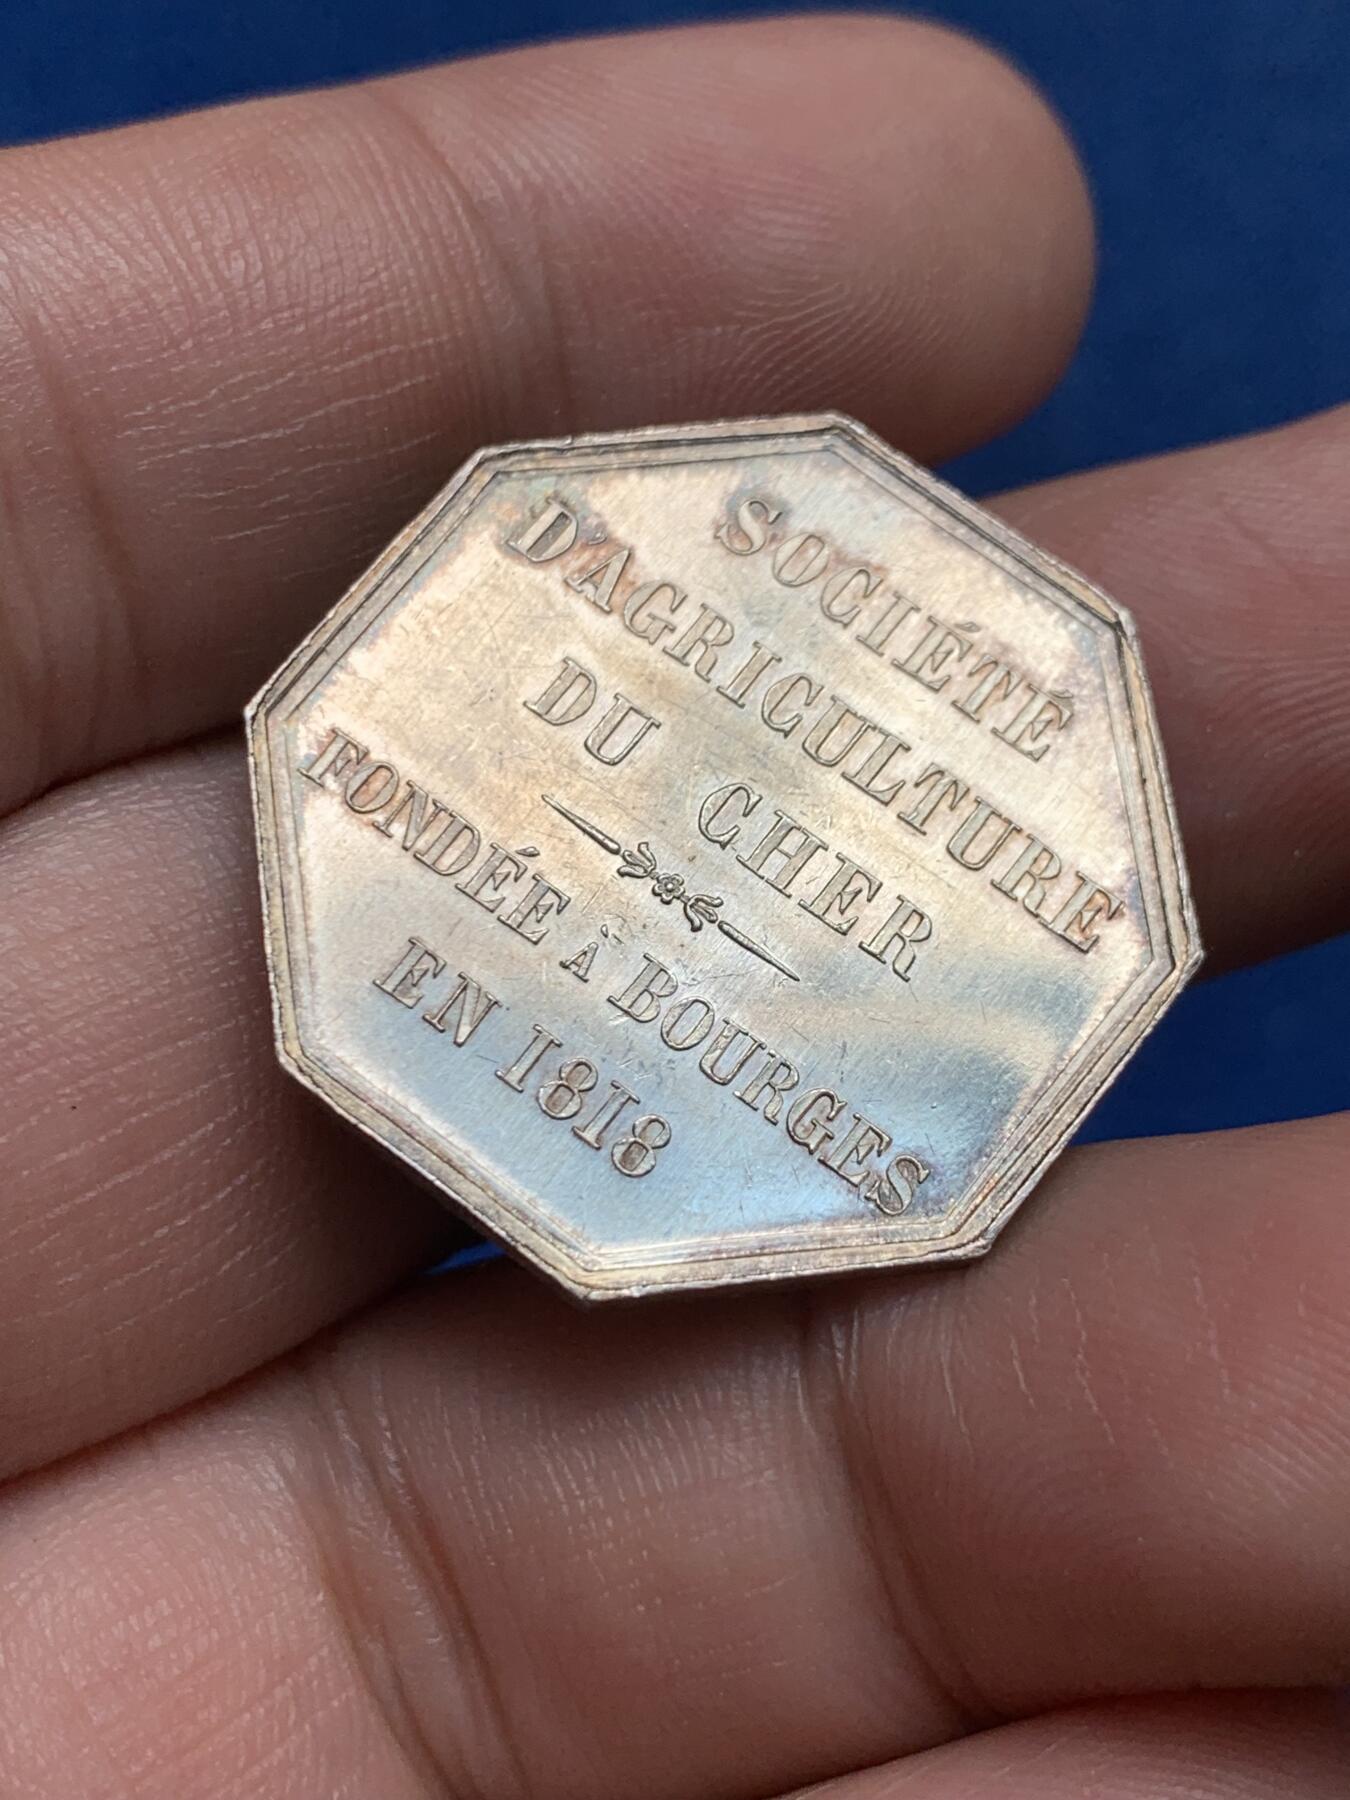 SOCIÉTÉ
D'AGRICULTURE
DU CHER
FONDÉE À BOURGES
EN 1818